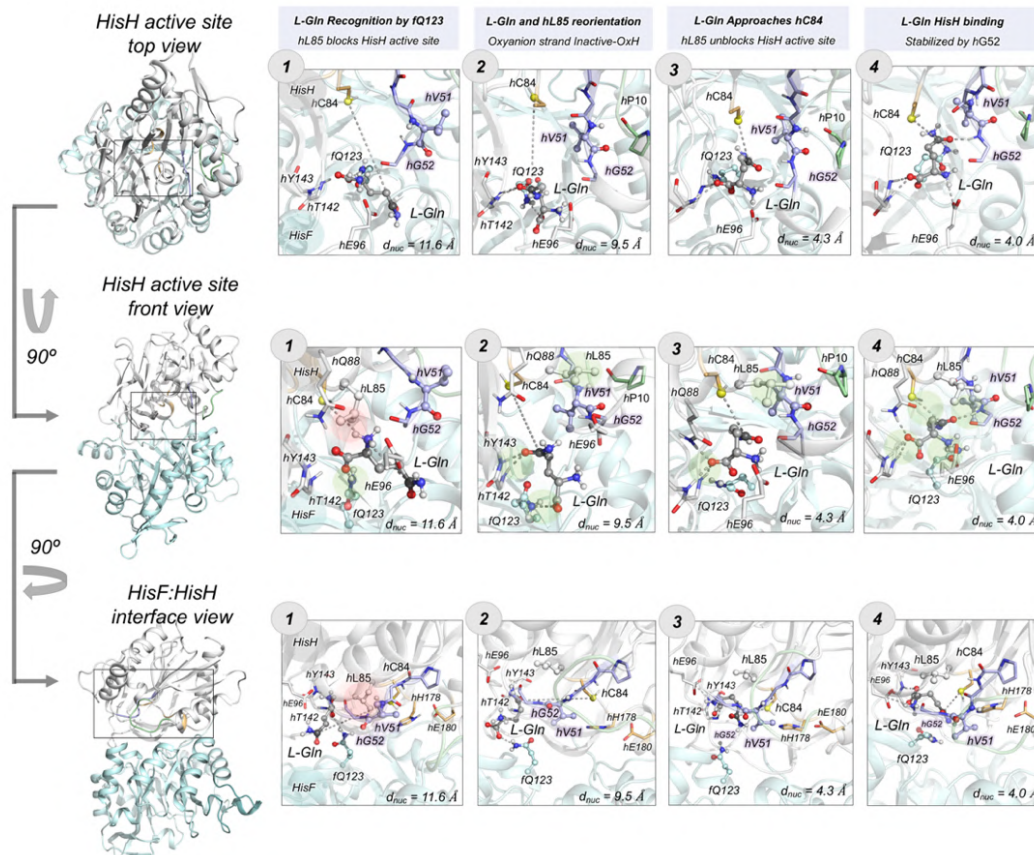 HisH active site
top view
L-Gln Recognition by fQ123
hL85 blocks HisH active site
L-Gln and hL85 reorientation
Oxyanion strand Inactive-OxH
L-Gln Approaches hC84
hL85 unblocks HisH active site
L-Gln HisH binding
Stabilized by hG52
1
HisH
hC84
hV51
fQ123
hG52
hY143
hT142
L-Gln
HisF
hE96
dnuc = 11.6 Å
2
hC84
hP10
hV51
fQ123
hG52
hY143
L-Gln
hT142
hE96
dnuc = 9.5 Å
3
hC84
hP10
hV51
fQ123
hG52
L-Gln
hE96
dnuc = 4.3 Å
4
hC84
hV51
fQ123
hG52
L-Gln
hE96
dnuc = 4.0 Å
90º
HisH active site
front view
1
HisH
hQ88
hL85
hV51
hC84
hG52
hY143
L-Gln
hT142
hE96
HisF
fQ123
dnuc = 11.6 Å
2
hQ88
hL85
hC84
hV51
hP10
hG52
hY143
hE96
hT142
L-Gln
fQ123
dnuc = 9.5 Å
3
hC84
hL85
hP10
hQ88
hV51
hG52
hY143
L-Gln
fQ123
hE96
dnuc = 4.3 Å
4
hC84
hQ88
hL85
hV51
hG52
hY143
hE96
L-Gln
fQ123
dnuc = 4.0 Å
90º
HisF:HisH
interface view
1
HisH
hL85
hC84
hY143
hE96
hH178
hT142
hV51
hE180
L-Gln
hG52
fQ123
HisF
dnuc = 11.6 Å
2
hE96
hL85
hY143
hC84
hG52
hT142
L-Gln
hV51
hH178
hE180
fQ123
dnuc = 9.5 Å
3
hE96
hL85
hY143
hC84
hT142
hV51
hE180
L-Gln
hG52
hH178
fQ123
dnuc = 4.3 Å
4
hL85
hC84
hY143
hE96
hH178
hT142
L-Gln
hG52
hV51
hE180
fQ123
dnuc = 4.0 Å